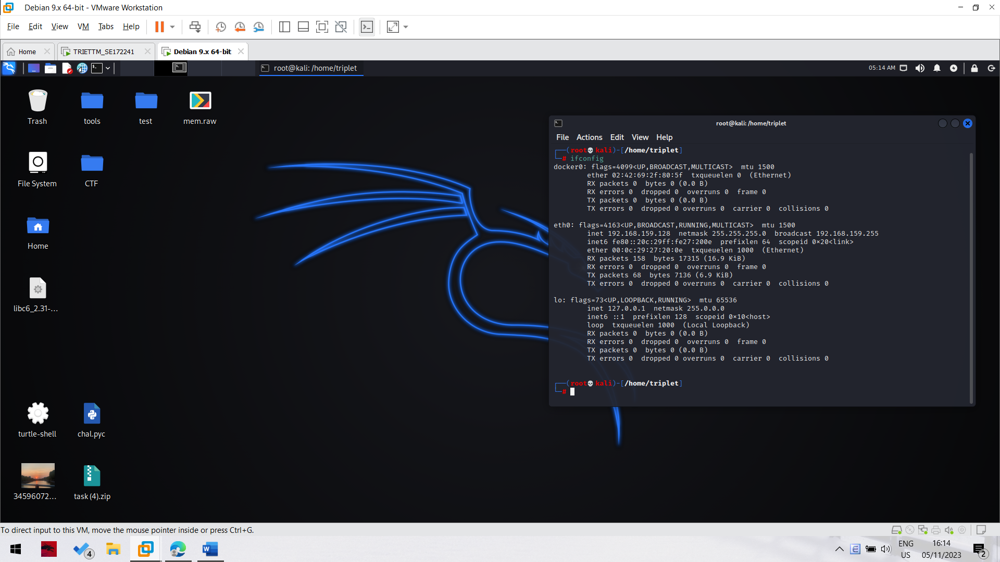 Debian 9.x 64-bit - VMware Workstation
File Edit View VM Tabs Help
Home TRIETTM_SE172241 Debian 9.x 64-bit
root@kali: /home/triplet 05:14 AM
Trash tools test mem.raw
File System CTF
Home
libc6_2.31-...
turtle-shell chal.pyc
34596072... task (4).zip
root@kali: /home/triplet
File Actions Edit View Help
┌──(root💀kali)-[/home/triplet]
└─# ifconfig
docker0: flags=4099<UP,BROADCAST,MULTICAST>  mtu 1500
        ether 02:42:69:2f:80:5f  txqueuelen 0  (Ethernet)
        RX packets 0  bytes 0 (0.0 B)
        RX errors 0  dropped 0  overruns 0  frame 0
        TX packets 0  bytes 0 (0.0 B)
        TX errors 0  dropped 0 overruns 0  carrier 0  collisions 0
eth0: flags=4163<UP,BROADCAST,RUNNING,MULTICAST>  mtu 1500
        inet 192.168.159.128  netmask 255.255.255.0  broadcast 192.168.159.255
        inet6 fe80::20c:29ff:fe27:200e  prefixlen 64  scopeid 0×20<link>
        ether 00:0c:29:27:20:0e  txqueuelen 1000  (Ethernet)
        RX packets 158  bytes 17315 (16.9 KiB)
        RX errors 0  dropped 0  overruns 0  frame 0
        TX packets 68  bytes 7136 (6.9 KiB)
        TX errors 0  dropped 0 overruns 0  carrier 0  collisions 0
lo: flags=73<UP,LOOPBACK,RUNNING>  mtu 65536
        inet 127.0.0.1  netmask 255.0.0.0
        inet6 ::1  prefixlen 128  scopeid 0×10<host>
        loop  txqueuelen 1000  (Local Loopback)
        RX packets 0  bytes 0 (0.0 B)
        RX errors 0  dropped 0  overruns 0  frame 0
        TX packets 0  bytes 0 (0.0 B)
        TX errors 0  dropped 0 overruns 0  carrier 0  collisions 0
┌──(root💀kali)-[/home/triplet]
└─#
To direct input to this VM, move the mouse pointer inside or press Ctrl+G.
4 W E ENG 16:14
US 05/11/2023 2